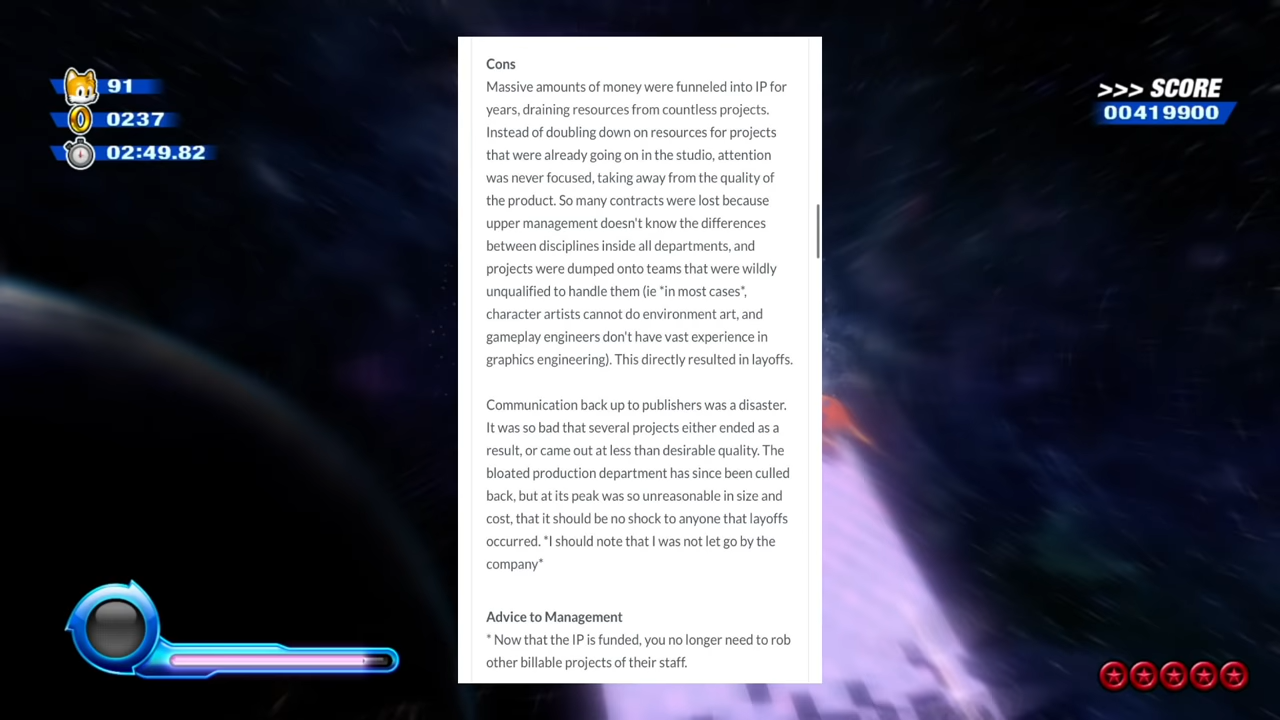 91
0237
02:49.82
>>> SCORE
00419900
Cons
Massive amounts of money were funneled into IP for
years, draining resources from countless projects.
Instead of doubling down on resources for projects
that were already going on in the studio, attention
was never focused, taking away from the quality of
the product. So many contracts were lost because
upper management doesn't know the differences
between disciplines inside all departments, and
projects were dumped onto teams that were wildly
unqualified to handle them (ie *in most cases*,
character artists cannot do environment art, and
gameplay engineers don't have vast experience in
graphics engineering). This directly resulted in layoffs.
Communication back up to publishers was a disaster.
It was so bad that several projects either ended as a
result, or came out at less than desirable quality. The
bloated production department has since been culled
back, but at its peak was so unreasonable in size and
cost, that it should be no shock to anyone that layoffs
occurred. *I should note that I was not let go by the
company*
Advice to Management
* Now that the IP is funded, you no longer need to rob
other billable projects of their staff.